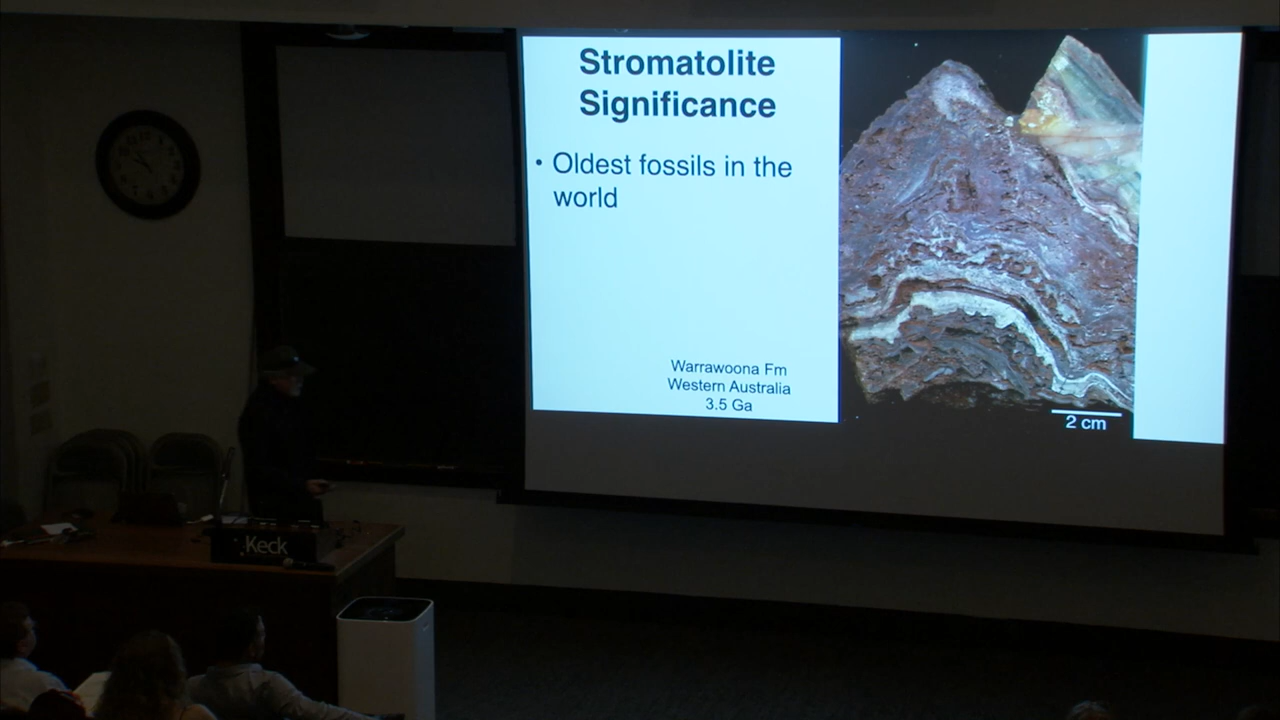 Stromatolite
Significance
• Oldest fossils in the
world
Warrawoona Fm
Western Australia
3.5 Ga
2 cm
Keck